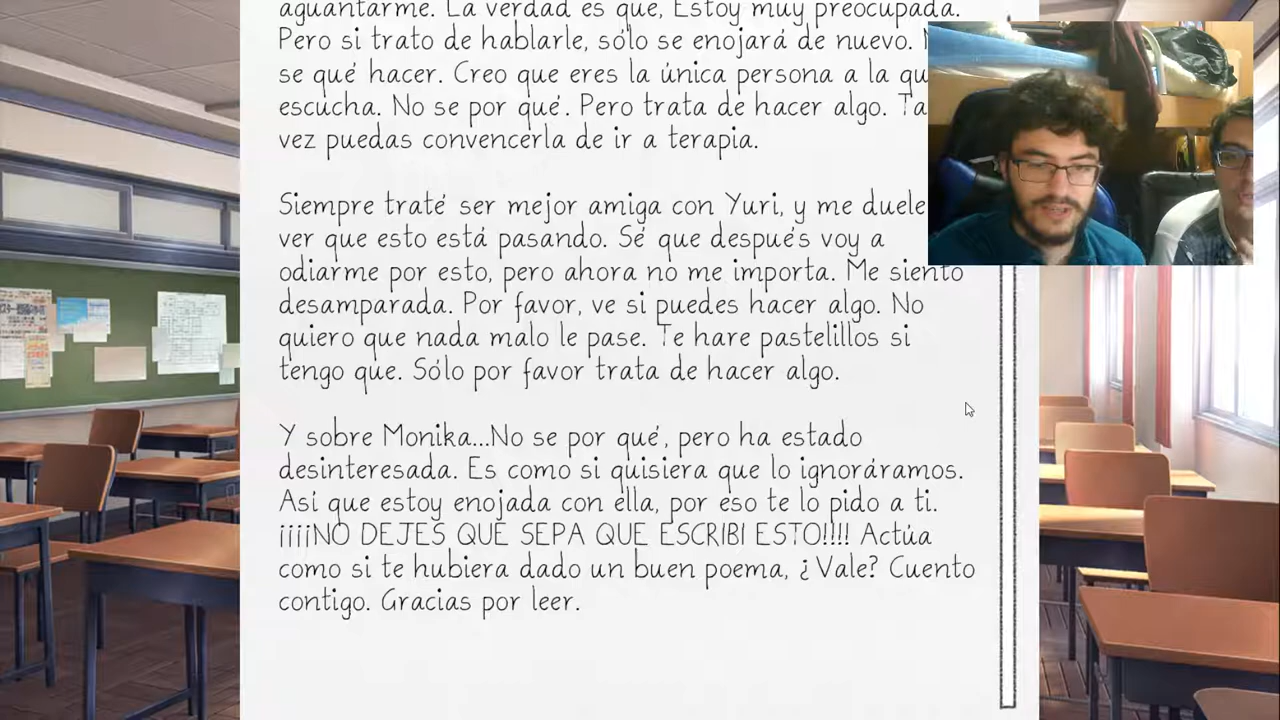 aguantarme. La verdad es que, Estoy muy preocupada.
Pero si trato de hablarle, sólo se enojará de nuevo.
se qué hacer. Creo que eres la única persona a la
escucha. No se por qué. Pero trata de hacer algo.
vez puedas convencerla de ir a terapia.
Siempre traté ser mejor amiga con Yuri, y me duele
ver que esto está pasando. Sé que después voy a
odiarme por esto, pero ahora no me importa. Me siento
desamparada. Por favor, ve si puedes hacer algo. No
quiero que nada malo le pase. Te hare pastelillos si
tengo que. Sólo por favor trata de hacer algo.
Y sobre Monika...No se por qué, pero ha estado
desinteresada. Es como si quisiera que lo ignoráramos.
Así que estoy enojada con ella, por eso te lo pido a ti.
¡¡¡¡NO DEJES QUE SEPA QUE ESCRIBI ESTO!!!! Actúa
como si te hubiera dado un buen poema, ¿Vale? Cuento
contigo. Gracias por leer.